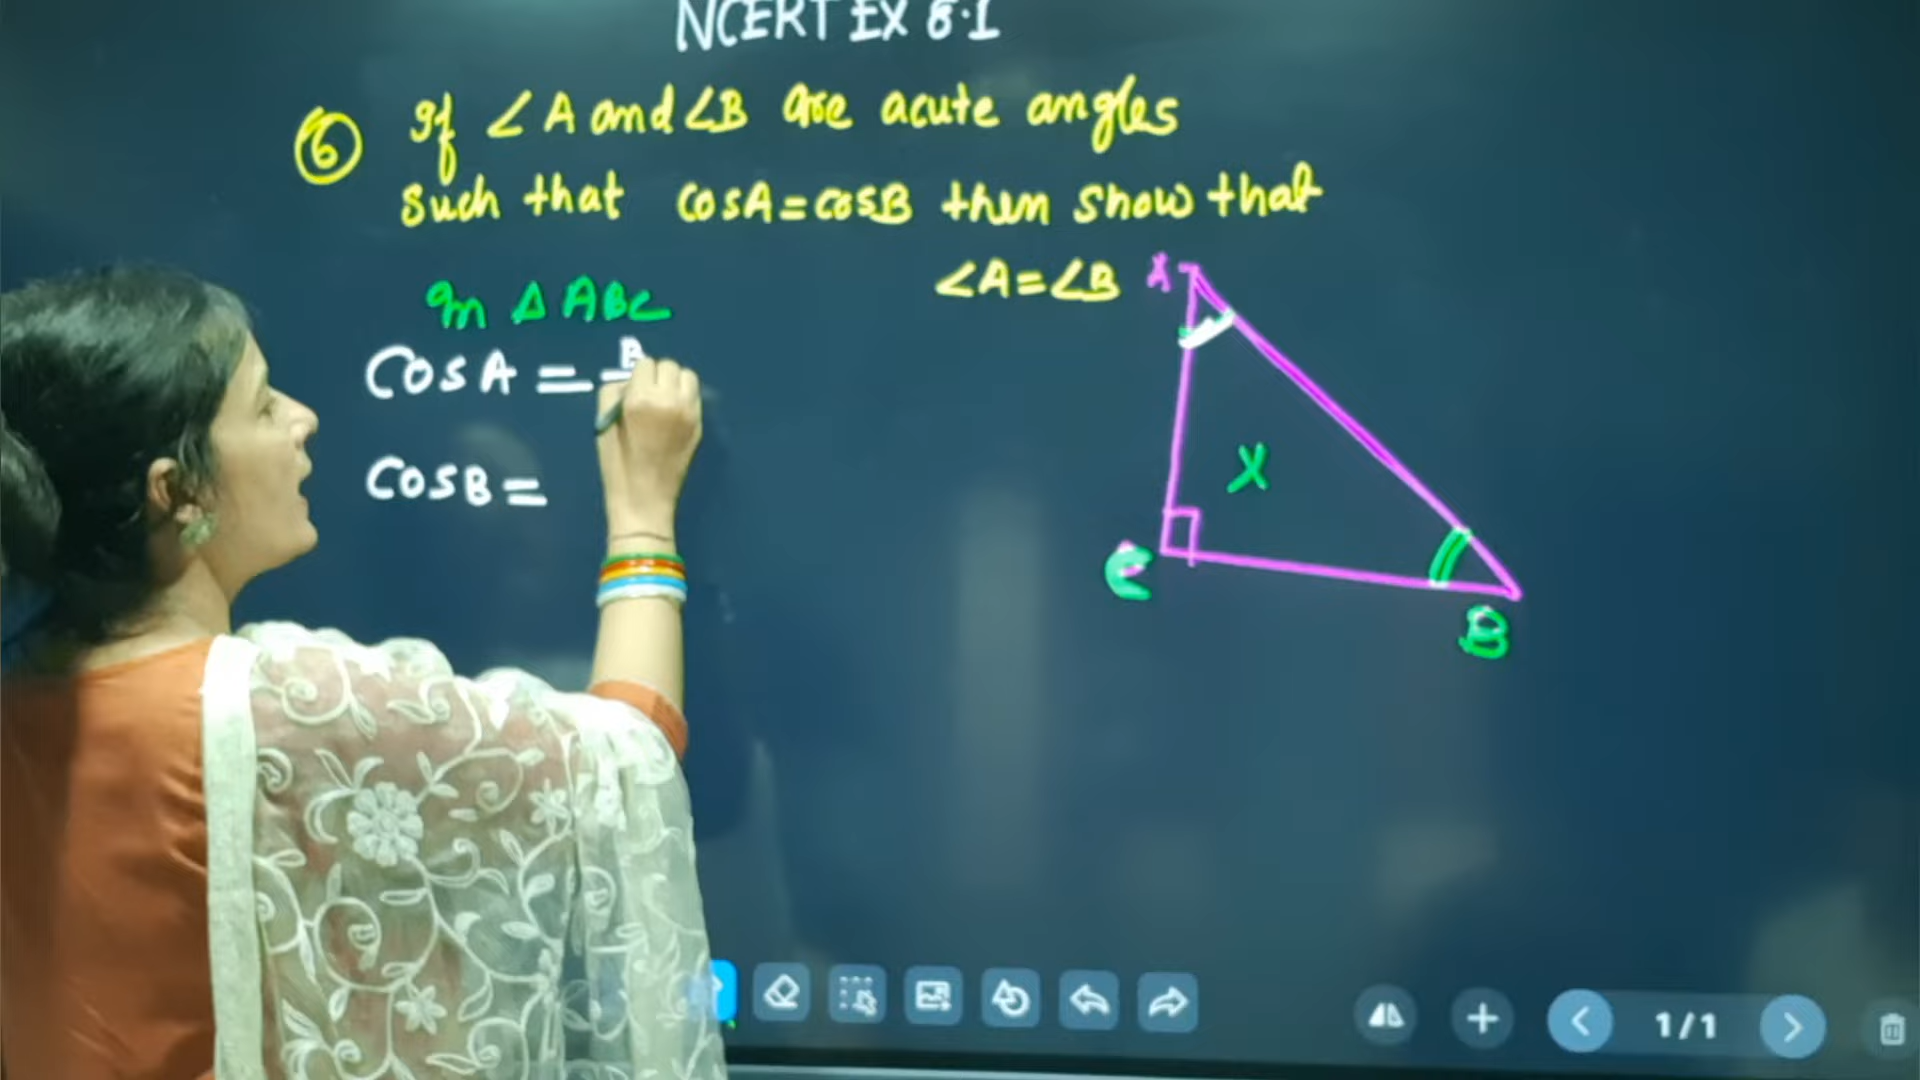 NCERT EX 8.1
6 If ∠A and ∠B are acute angles
Such that cosA=cosB then show that
∠A=∠B
In Δ ABC
CosA = B
CosB =
A
X
C
B
1/1